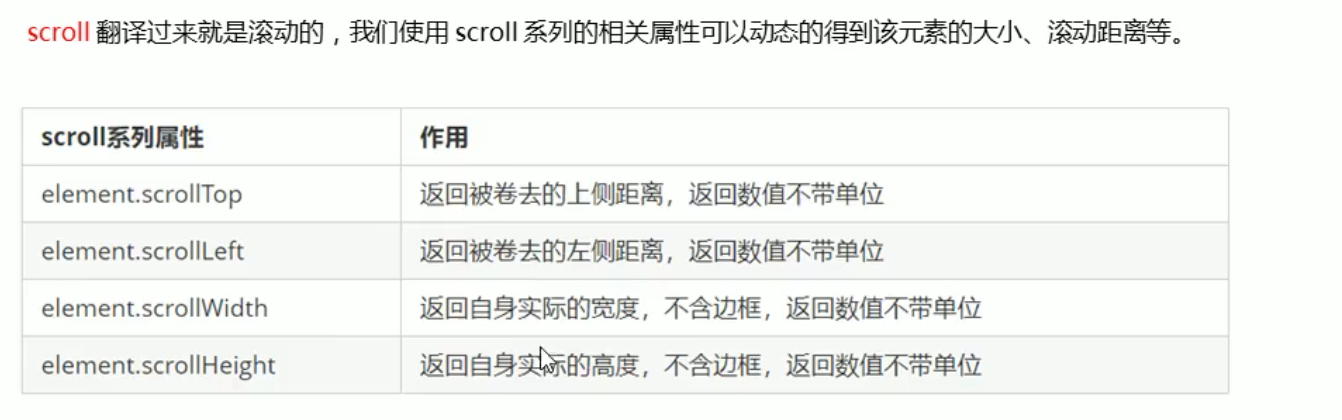 scroll 翻译过来就是滚动的，我们使用 scroll 系列的相关属性可以动态的得到该元素的大小、滚动距离等。
scroll系列属性 作用
element.scrollTop 返回被卷去的上侧距离，返回数值不带单位
element.scrollLeft 返回被卷去的左侧距离，返回数值不带单位
element.scrollWidth 返回自身实际的宽度，不含边框，返回数值不带单位
element.scrollHeight 返回自身实际的高度，不含边框，返回数值不带单位